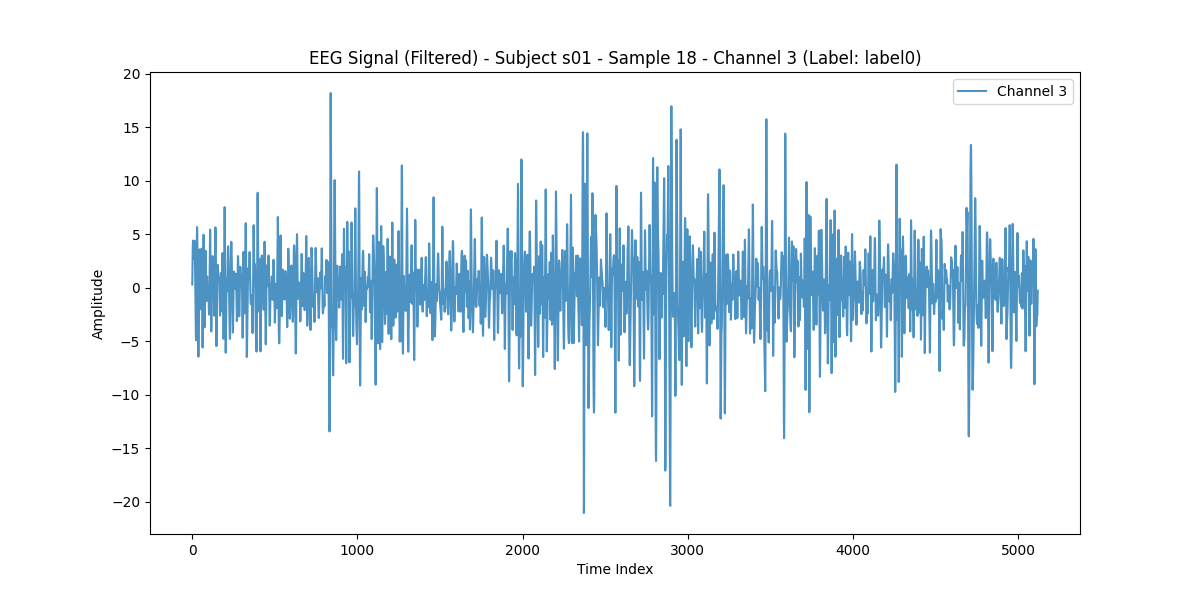 EEG Signal (Filtered) - Subject s01 - Sample 18 - Channel 3 (Label: label0)
Channel 3
20
15
10
5
0
−5
−10
−15
−20
Amplitude
0 1000 2000 3000 4000 5000
Time Index